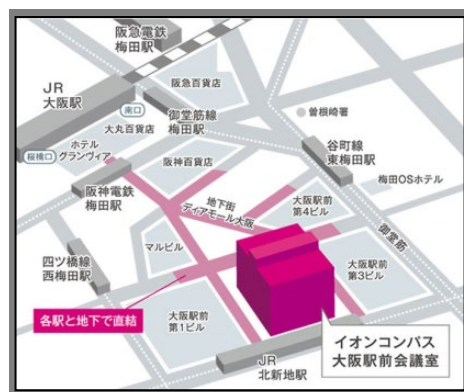 阪急電鉄
梅田駅
阪急百貨店
JR
大阪駅
南口
御堂筋線
梅田駅
曽根崎署
大丸百貨店
桜橋口
ホテル
グランヴィア
谷町線
東梅田駅
阪神百貨店
阪神電鉄
梅田駅
梅田OSホテル
地下街
ディアモール大阪
大阪駅前
第4ビル
御堂筋
マルビル
四ツ橋線
西梅田駅
大阪駅前
第3ビル
各駅と地下で直結
大阪駅前
第1ビル
イオンコンパス
大阪駅前会議室
JR
北新地駅